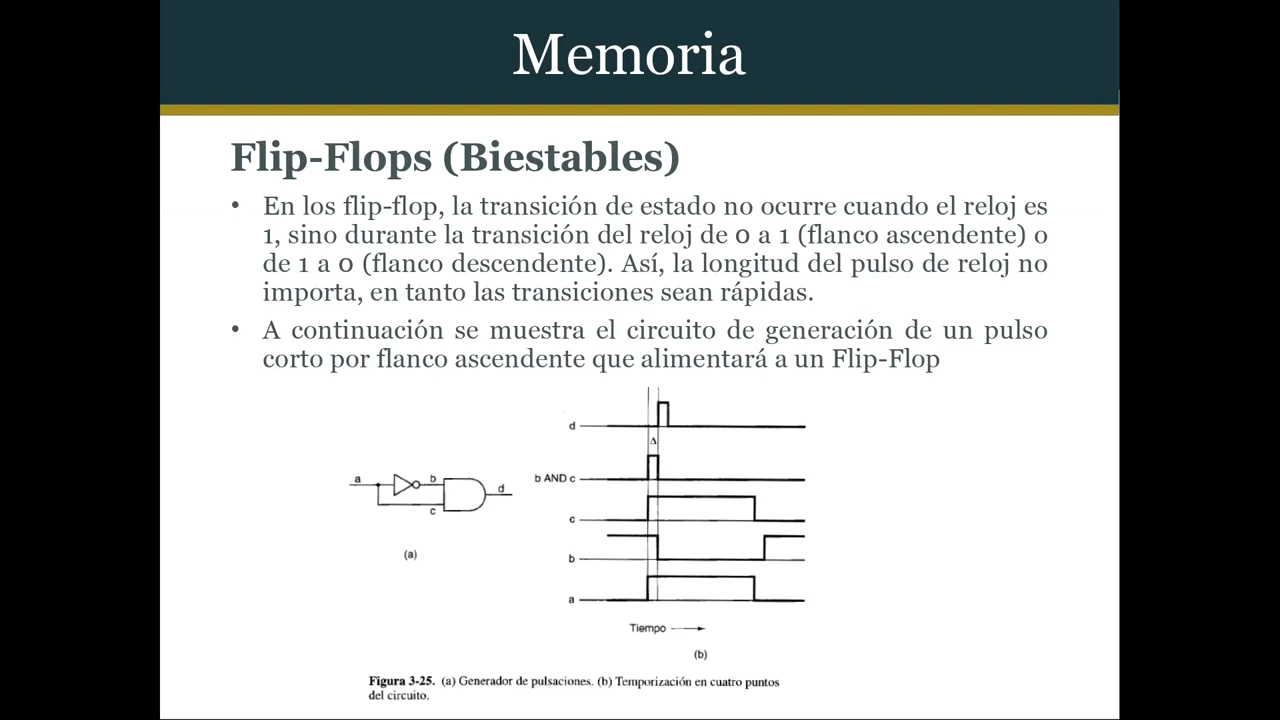 Memoria
Flip-Flops (Biestables)
• En los flip-flop, la transición de estado no ocurre cuando el reloj es
1, sino durante la transición del reloj de 0 a 1 (flanco ascendente) o
de 1 a 0 (flanco descendente). Así, la longitud del pulso de reloj no
importa, en tanto las transiciones sean rápidas.
• A continuación se muestra el circuito de generación de un pulso
corto por flanco ascendente que alimentará a un Flip-Flop
a
b
c
d
(a)
d
Δ
b AND c
c
b
a
Tiempo
(b)
Figura 3-25. (a) Generador de pulsaciones. (b) Temporización en cuatro puntos
del circuito.